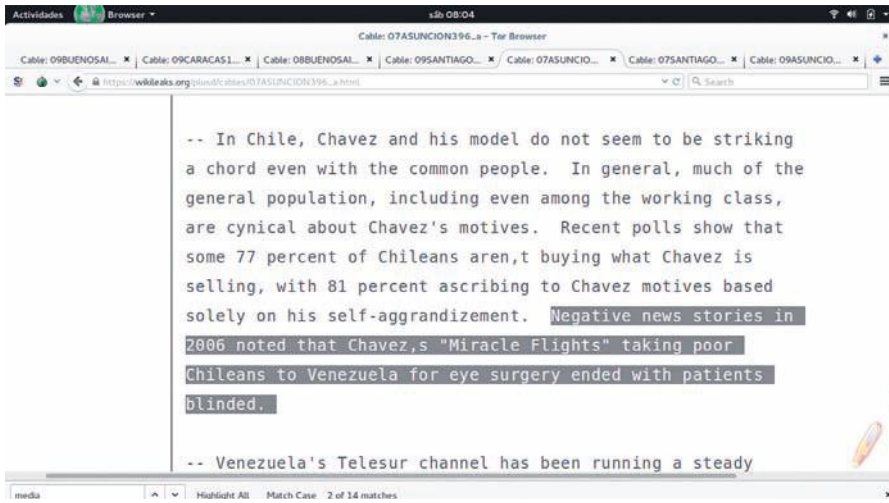 Actividades Browser ▾ sáb 08:04
Cable: 07ASUNCION396_a - Tor Browser
Cable: 09BUENOSAI... Cable: 09CARACAS1... Cable: 08BUENOSAI... Cable: 09SANTIAGO... Cable: 07ASUNCIO... Cable: 07SANTIAGO... Cable: 09ASUNCIO...
https://wikileaks.org/plusd/cables/07ASUNCION396_a.html Search
-- In Chile, Chavez and his model do not seem to be striking
a chord even with the common people. In general, much of the
general population, including even among the working class,
are cynical about Chavez's motives. Recent polls show that
some 77 percent of Chileans aren,t buying what Chavez is
selling, with 81 percent ascribing to Chavez motives based
solely on his self-aggrandizement. Negative news stories in
2006 noted that Chavez,s "Miracle Flights" taking poor
Chileans to Venezuela for eye surgery ended with patients
blinded.
-- Venezuela's Telesur channel has been running a steady
media Highlight All Match Case 2 of 14 matches